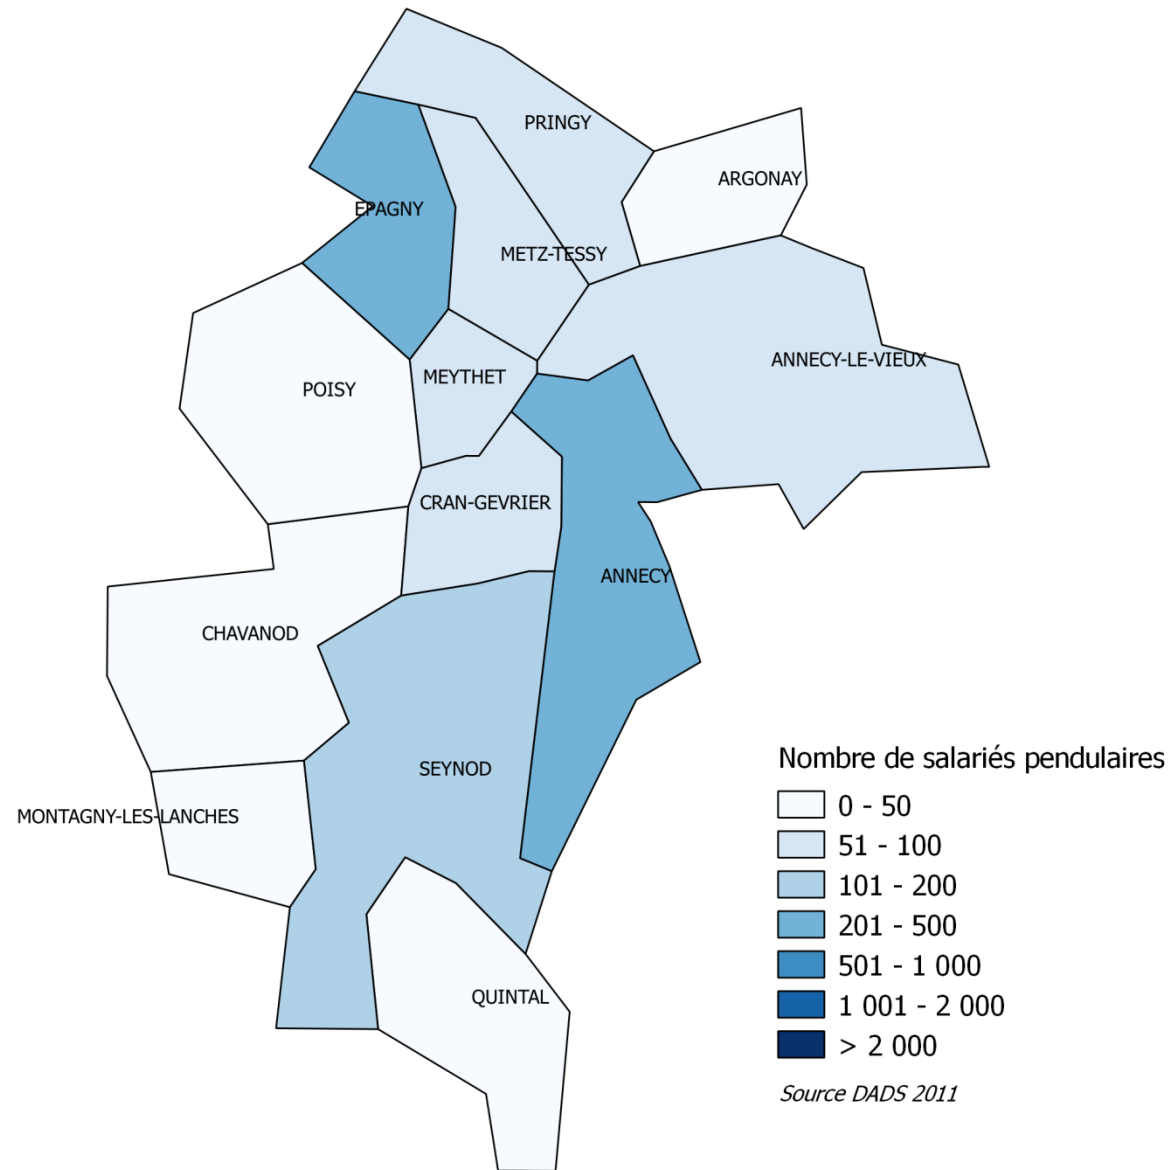 PRINGY
ARGONAY
EPAGNY
METZ-TESSY
ANNECY-LE-VIEUX
MEYTHET
POISY
CRAN-GEVRIER
ANNECY
CHAVANOD
SEYNOD
MONTAGNY-LES-LANCHES
QUINTAL
Nombre de salariés pendulaires
0 - 50
51 - 100
101 - 200
201 - 500
501 - 1 000
1 001 - 2 000
> 2 000
Source DADS 2011